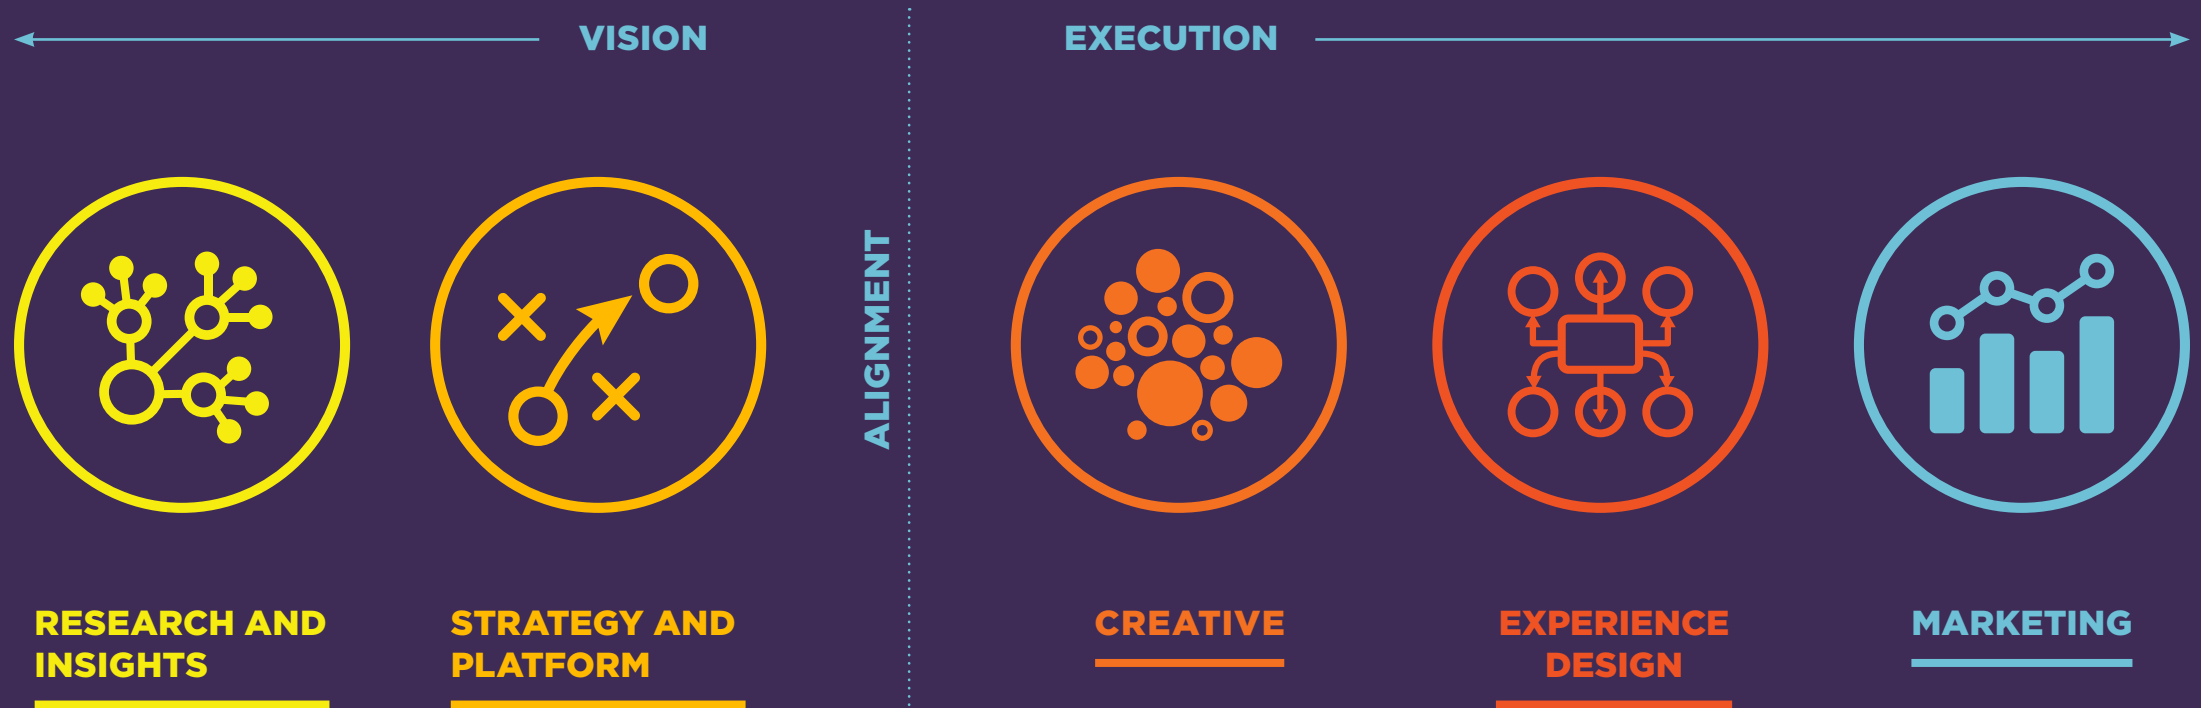 VISION
EXECUTION
ALIGNMENT
RESEARCH AND
INSIGHTS
STRATEGY AND
PLATFORM
CREATIVE
EXPERIENCE
DESIGN
MARKETING